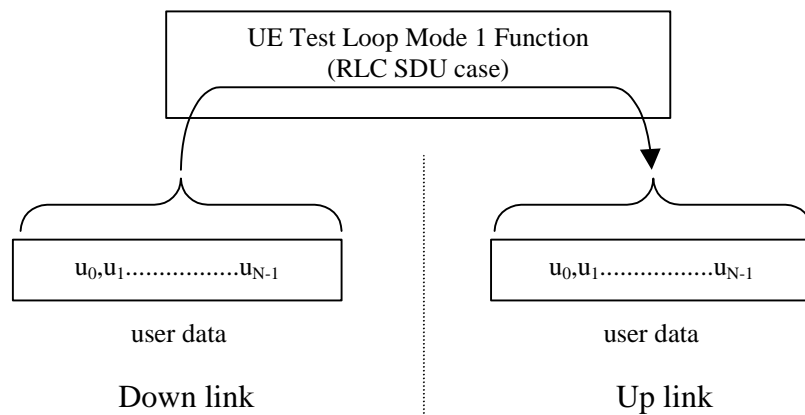 UE Test Loop Mode 1 Function
(RLC SDU case)
u0,u1.................uN-1
u0,u1.................uN-1
user data
user data
Down link
Up link